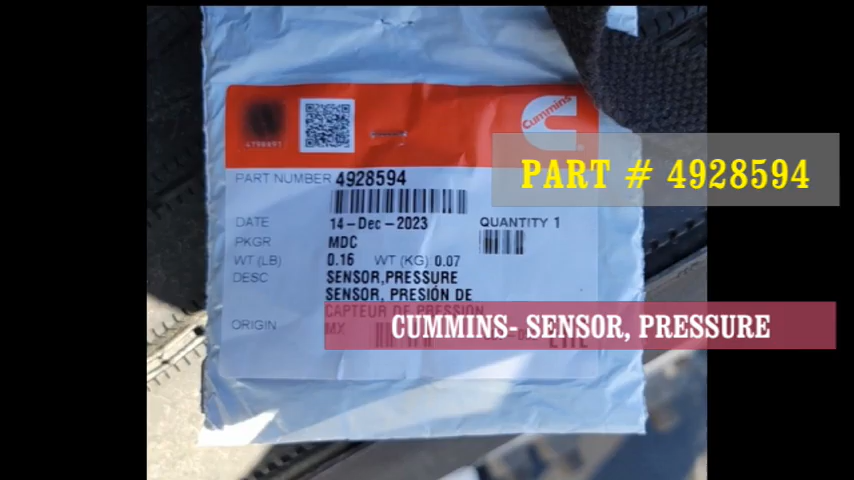 Cummins
PART NUMBER 4928594
DATE 14-Dec-2023 QUANTITY 1
PKGR MDC
WT (LB) 0.16 WT (KG) 0.07
DESC SENSOR,PRESSURE
SENSOR, PRESIÓN DE
CAPTEUR DE PRESSION
ORIGIN MX
PART # 4928594
CUMMINS- SENSOR, PRESSURE